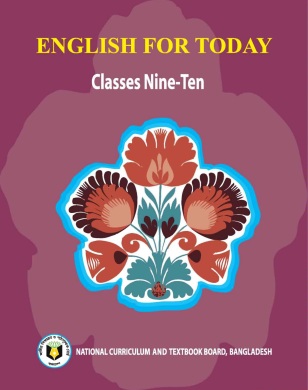 ENGLISH FOR TODAY
Classes Nine-Ten
NATIONAL CURRICULUM AND TEXTBOOK BOARD, BANGLADESH